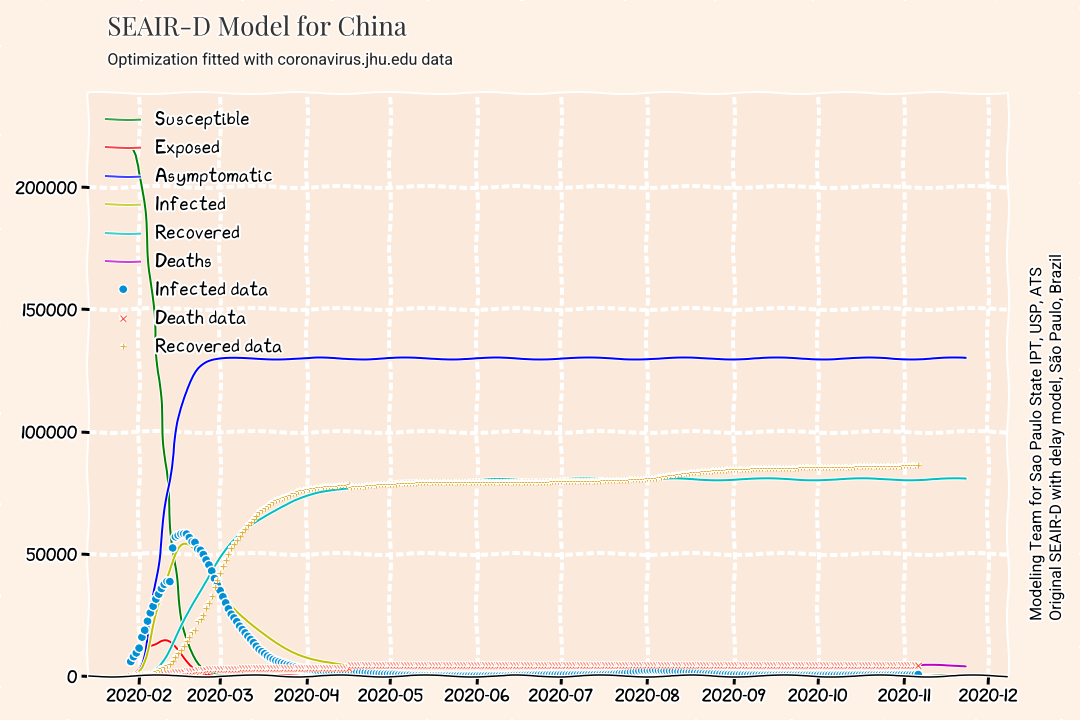 SEAIR-D Model for China
Optimization fitted with coronavirus.jhu.edu data
Susceptible
Exposed
Asymptomatic
Infected
Recovered
Deaths
Infected data
Death data
Recovered data
200000
150000
100000
50000
0
2020-02
2020-03
2020-04
2020-05
2020-06
2020-07
2020-08
2020-09
2020-10
2020-11
2020-12
Modeling Team for Sao Paulo State IPT, USP, ATS
Original SEAIR-D with delay model, São Paulo, Brazil